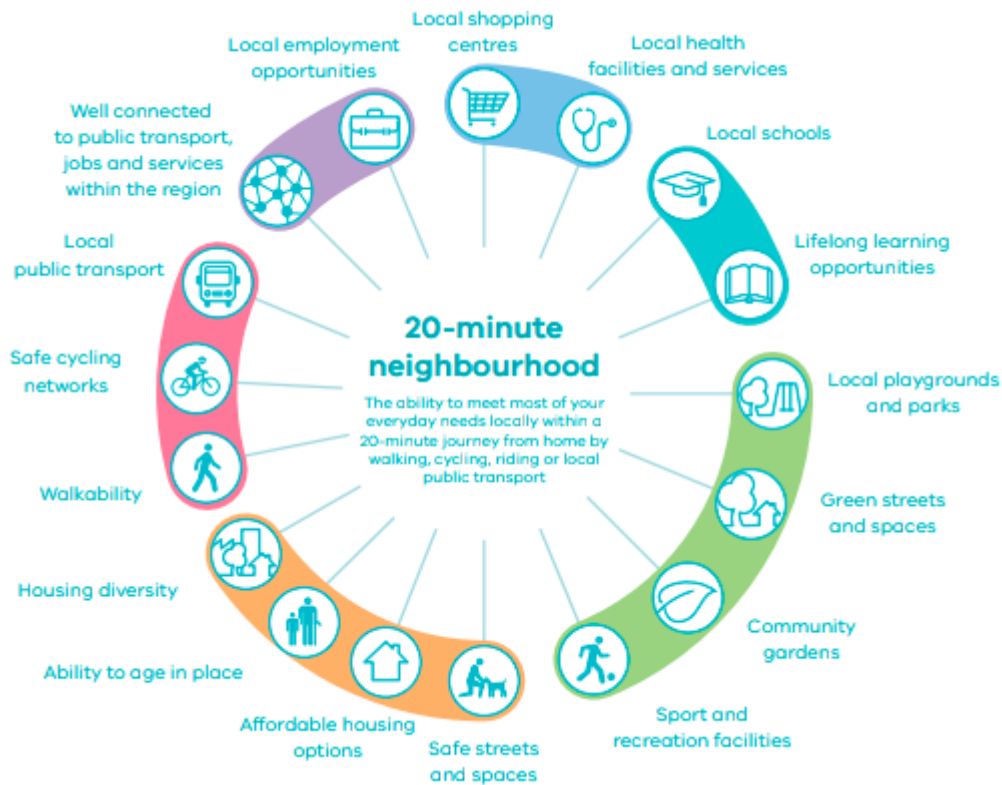 Local shopping
centres
Local health
facilities and services
Local schools
Lifelong learning
opportunities
Local playgrounds
and parks
Green streets
and spaces
Community
gardens
Sport and
recreation facilities
Safe streets
and spaces
Affordable housing
options
Ability to age in place
Housing diversity
Walkability
Safe cycling
networks
Local
public transport
Well connected
to public transport,
jobs and services
within the region
Local employment
opportunities
20-minute
neighbourhood
The ability to meet most of your
everyday needs locally within a
20-minute journey from home by
walking, cycling, riding or local
public transport